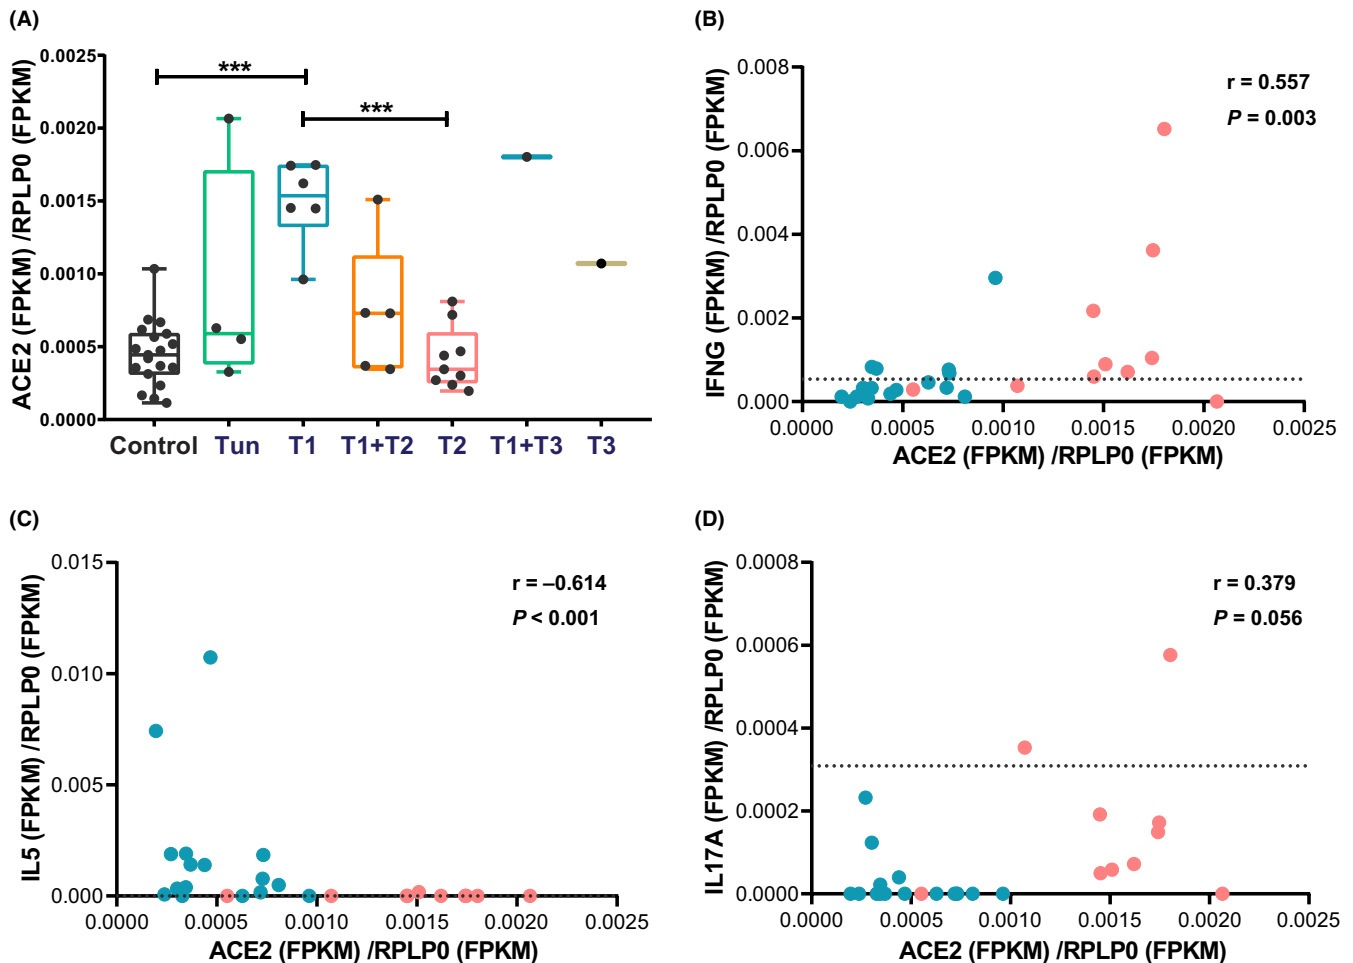 (A)
ACE2 (FPKM) /RPLP0 (FPKM)
0.0025
0.0020
0.0015
0.0010
0.0005
0.0000
***
***
Control Tun T1 T1+T2 T2 T1+T3 T3
(B)
IFNG (FPKM) /RPLP0 (FPKM)
0.008
0.006
0.004
0.002
0.000
r = 0.557
P = 0.003
0.0000 0.0005 0.0010 0.0015 0.0020 0.0025
ACE2 (FPKM) /RPLP0 (FPKM)
(C)
IL5 (FPKM) /RPLP0 (FPKM)
0.015
0.010
0.005
0.000
r = –0.614
P < 0.001
0.0000 0.0005 0.0010 0.0015 0.0020 0.0025
ACE2 (FPKM) /RPLP0 (FPKM)
(D)
IL17A (FPKM) /RPLP0 (FPKM)
0.0008
0.0006
0.0004
0.0002
0.0000
r = 0.379
P = 0.056
0.0000 0.0005 0.0010 0.0015 0.0020 0.0025
ACE2 (FPKM) /RPLP0 (FPKM)